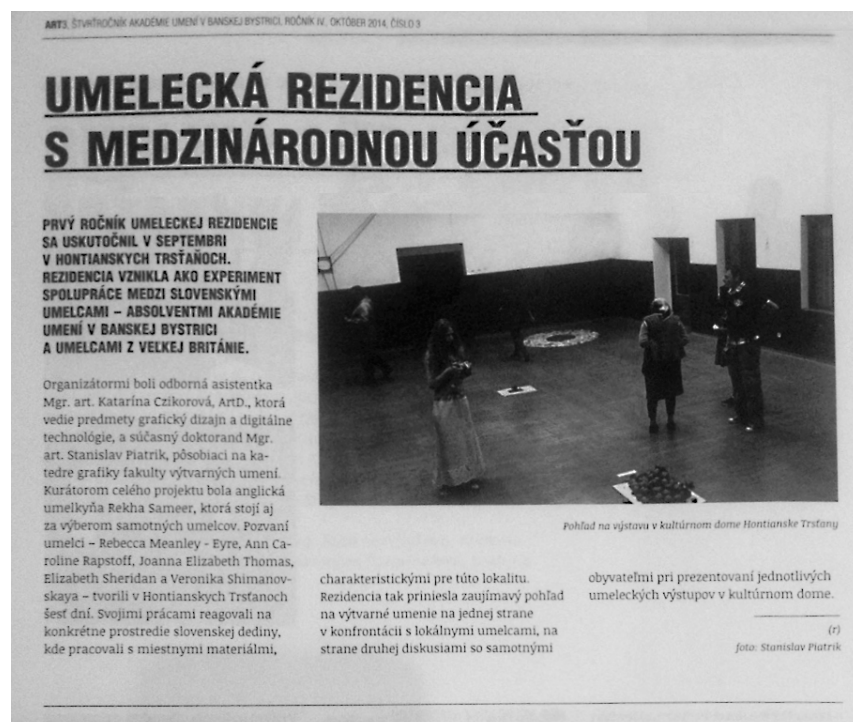 ART3, ŠTVRŤROČNÍK AKADÉMIE UMENÍ V BANSKEJ BYSTRICI, ROČNÍK IV, OKTÓBER 2014, ČÍSLO 3
UMELECKÁ REZIDENCIA
S MEDZINÁRODNOU ÚČASŤOU
PRVÝ ROČNÍK UMELECKEJ REZIDENCIE
SA USKUTOČNIL V SEPTEMBRI
V HONTIANSKYCH TRSŤAŇOCH.
REZIDENCIA VZNIKLA AKO EXPERIMENT
SPOLUPRÁCE MEDZI SLOVENSKÝMI
UMELCAMI – ABSOLVENTMI AKADÉMIE
UMENÍ V BANSKEJ BYSTRICI
A UMELCAMI Z VEĽKEJ BRITÁNIE.
Organizátormi boli odborná asistentka
Mgr. art. Katarína Czikorová, ArtD., ktorá
vedie predmety grafický dizajn a digitálne
technológie, a súčasný doktorand Mgr.
art. Stanislav Piatrik, pôsobiaci na ka-
tedre grafiky fakulty výtvarných umení.
Kurátorom celého projektu bola anglická
umelkyňa Rekha Sameer, ktorá stojí aj
za výberom samotných umelcov. Pozvaní
umelci – Rebecca Meanley - Eyre, Ann Ca-
roline Rapstoff, Joanna Elizabeth Thomas,
Elizabeth Sheridan a Veronika Shimanov-
skaya – tvorili v Hontianskych Trsťanoch
šesť dní. Svojimi prácami reagovali na
konkrétne prostredie slovenskej dediny,
kde pracovali s miestnymi materiálmi,
Pohľad na výstavu v kultúrnom dome Hontianske Trsťany
charakteristickými pre túto lokalitu.
Rezidencia tak priniesla zaujímavý pohľad
na výtvarné umenie na jednej strane
v konfrontácii s lokálnymi umelcami, na
strane druhej diskusiami so samotnými
obyvateľmi pri prezentovaní jednotlivých
umeleckých výstupov v kultúrnom dome.
(r)
foto: Stanislav Piatrik